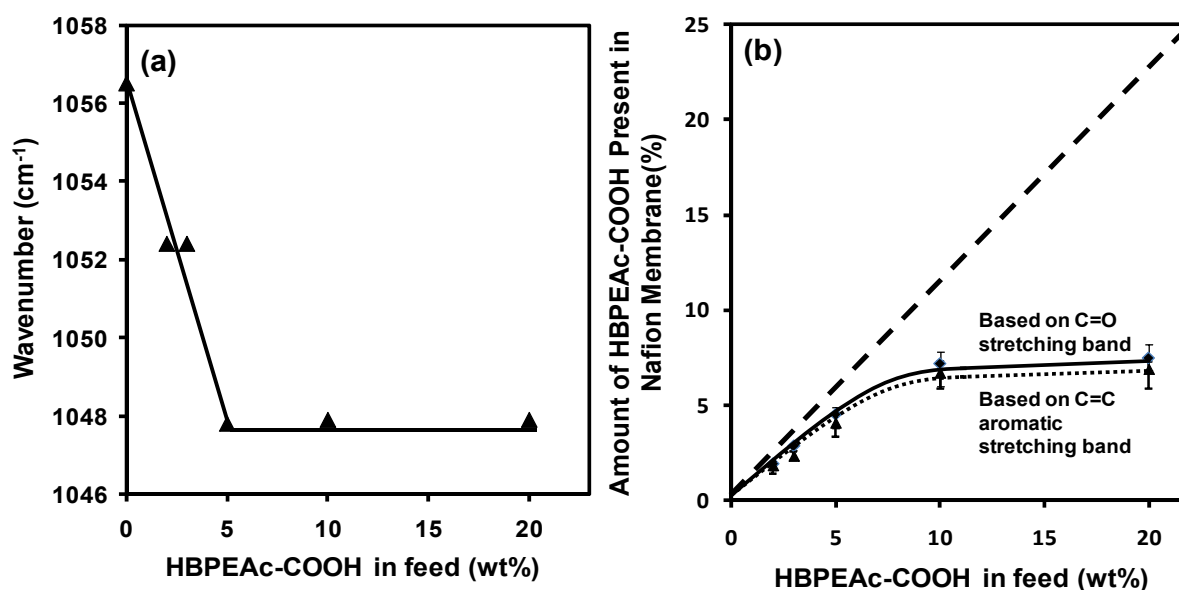 (a)
Wavenumber (cm-1)
1058
1056
1054
1052
1050
1048
1046
0 5 10 15 20
HBPEAc-COOH in feed (wt%)
(b)
Amount of HBPEAc-COOH Present in
Nafion Membrane(%)
25
20
15
10
5
0
Based on C=O
stretching band
Based on C=C
aromatic
stretching band
0 5 10 15 20
HBPEAc-COOH in feed (wt%)